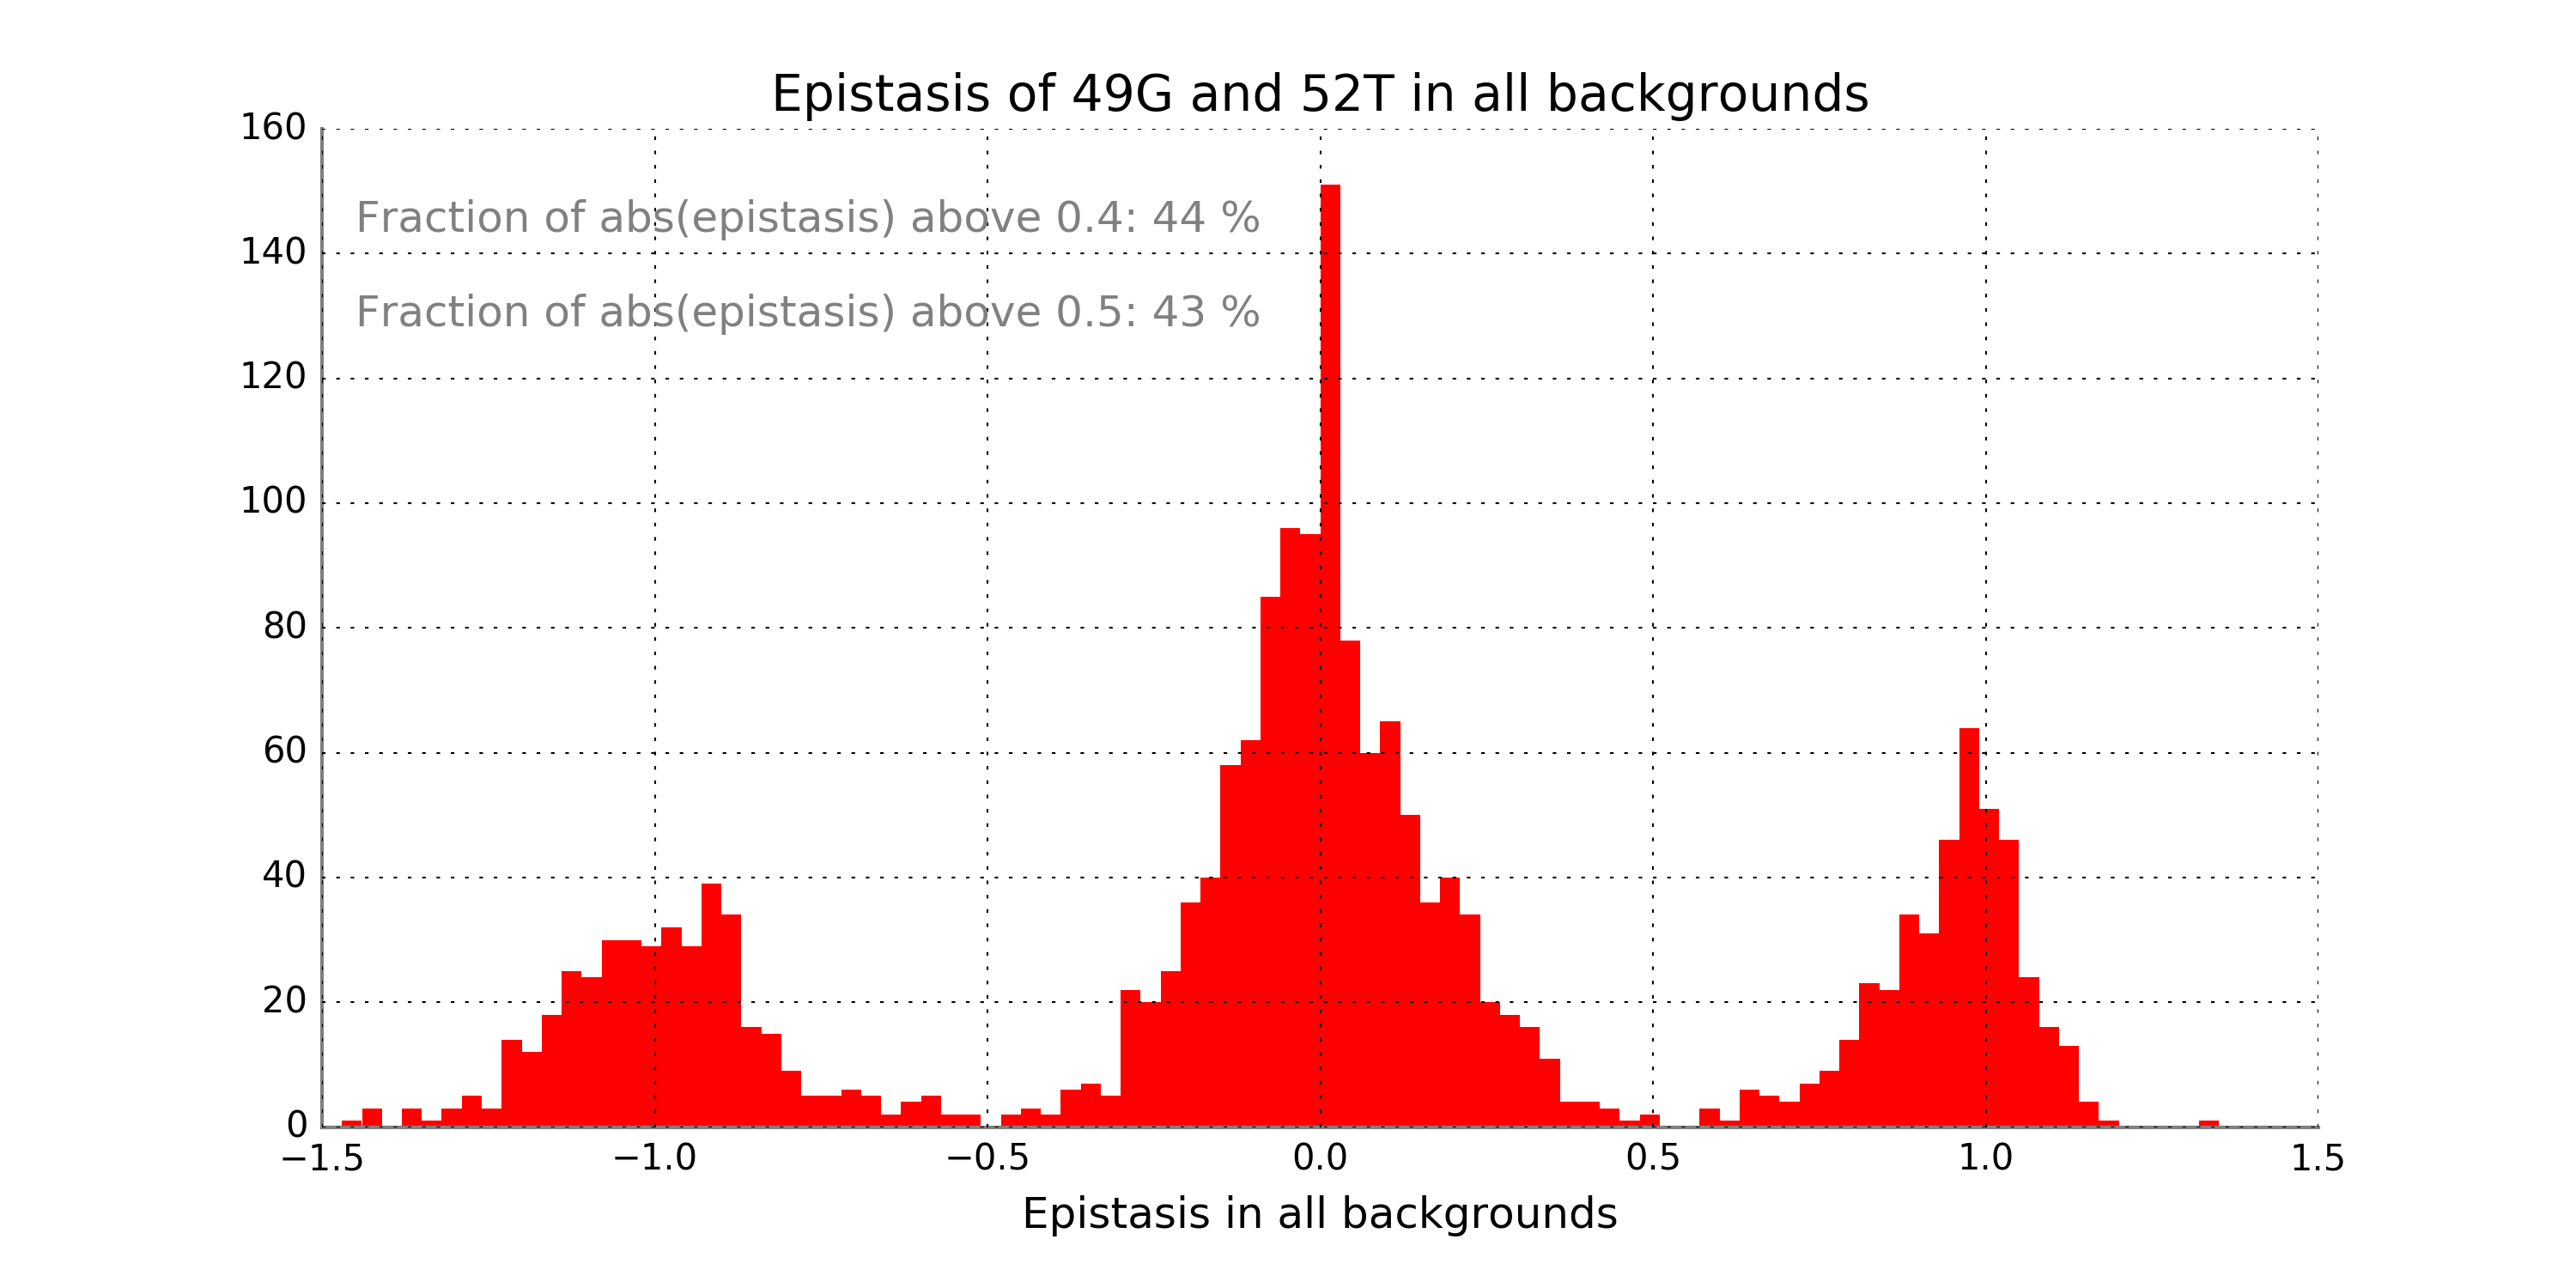 Epistasis of 49G and 52T in all backgrounds
160
Fraction of abs(epistasis) above 0.4: 44 %
140
Fraction of abs(epistasis) above 0.5: 43 %
120
100
80
60
40
20
0
−1.5 −1.0 −0.5 0.0 0.5 1.0 1.5
Epistasis in all backgrounds